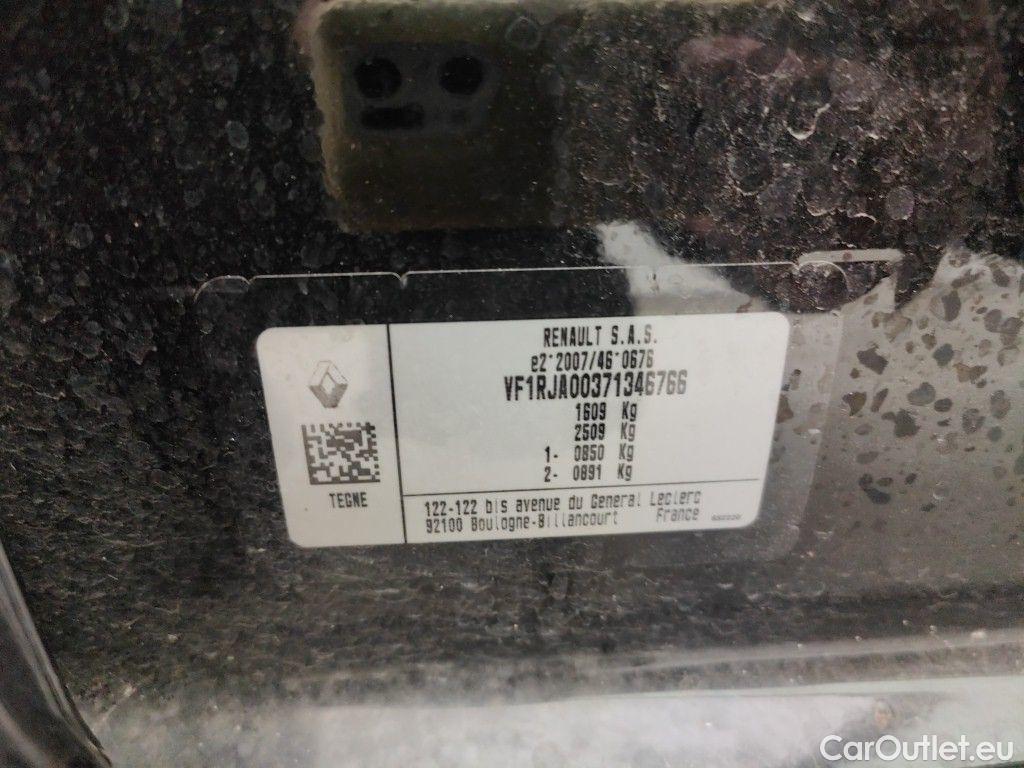 RENAULT S.A.S.
e2*2007/46*0676
VF1RJA00371346766
1609 Kg
2509 Kg
1- 0850 Kg
2- 0891 Kg
TEGNE
122-122 bis avenue du General Leclerc
92100 Boulogne-Billancourt France
CarOutlet.eu